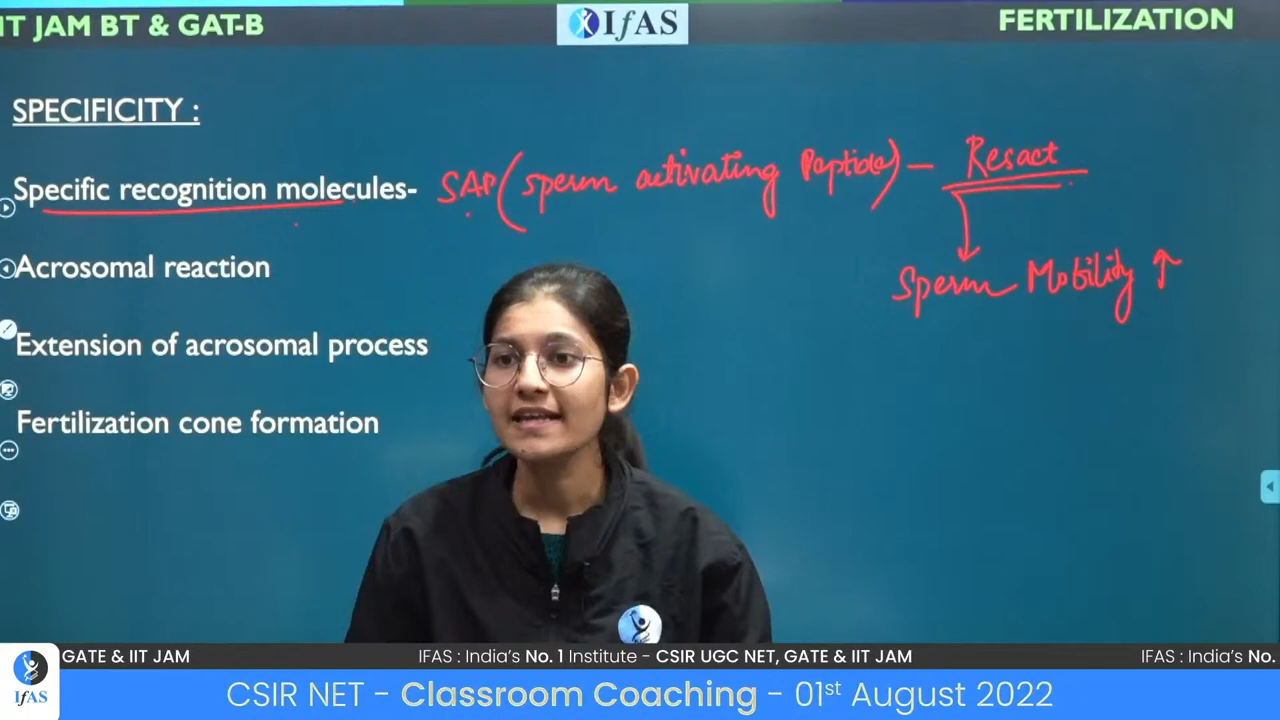 IIT JAM BT & GAT-B
IfAS
FERTILIZATION
SPECIFICITY :
Specific recognition molecules-
SAP (sperm activating Peptide) — Resact
Sperm Mobility ↑
Acrosomal reaction
Extension of acrosomal process
Fertilization cone formation
GATE & IIT JAM
IFAS : India's No. 1 Institute - CSIR UGC NET, GATE & IIT JAM
IFAS : India's No.
IfAS
CSIR NET - Classroom Coaching - 01st August 2022